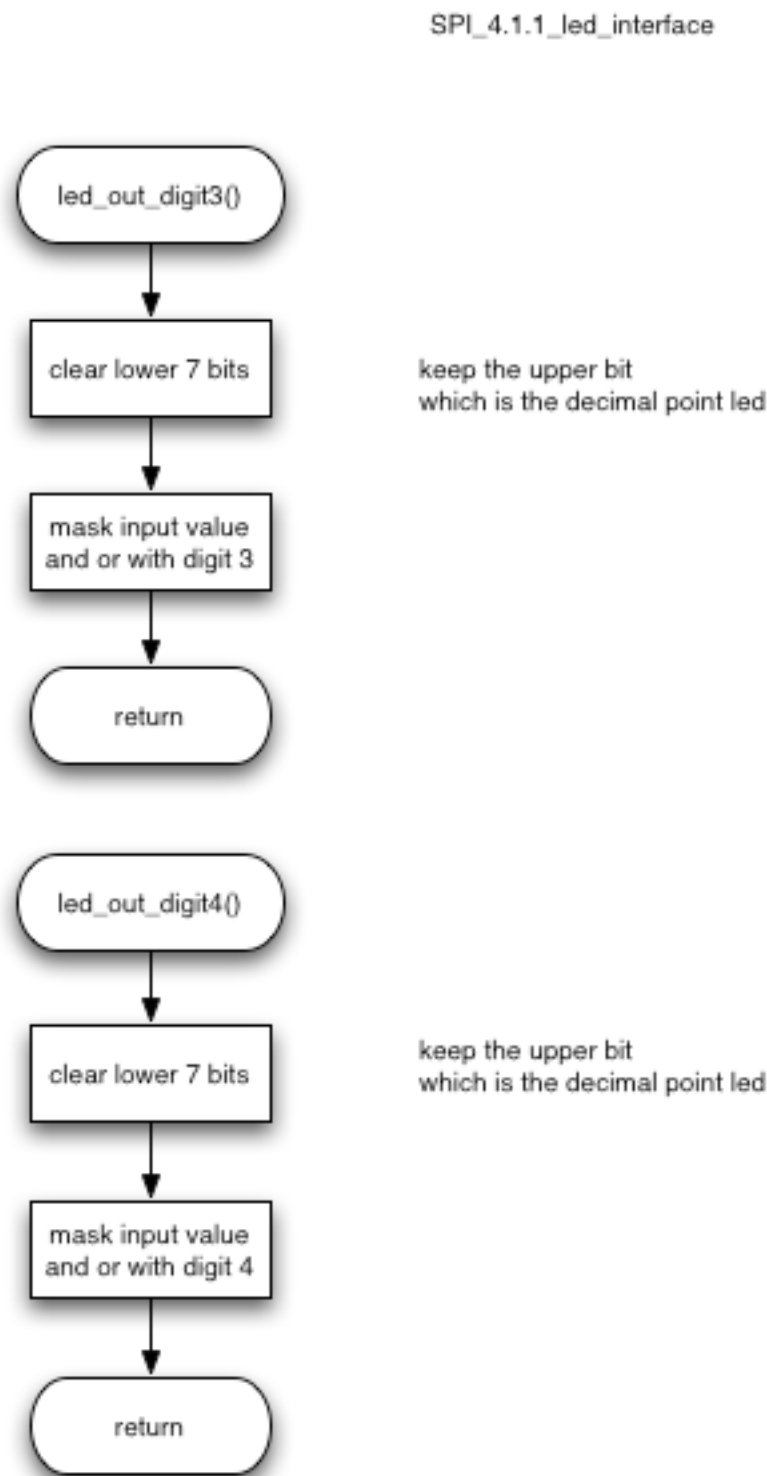 SPI_4.1.1_led_interface
led_out_digit3()
clear lower 7 bits
keep the upper bit
which is the decimal point led
mask input value
and or with digit 3
return
led_out_digit4()
clear lower 7 bits
keep the upper bit
which is the decimal point led
mask input value
and or with digit 4
return